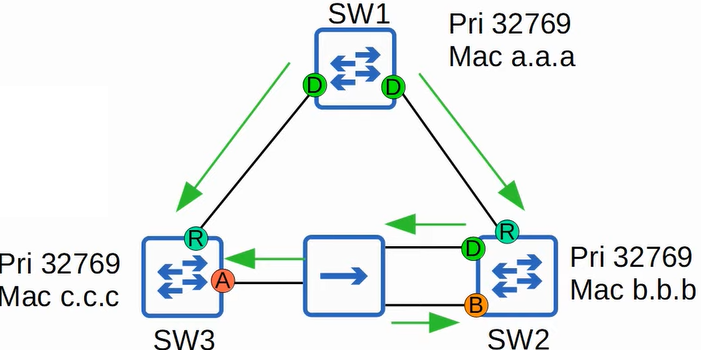 SW1
Pri 32769
Mac a.a.a
D
D
R
R
Pri 32769
Mac c.c.c
A
D
B
Pri 32769
Mac b.b.b
SW3
SW2